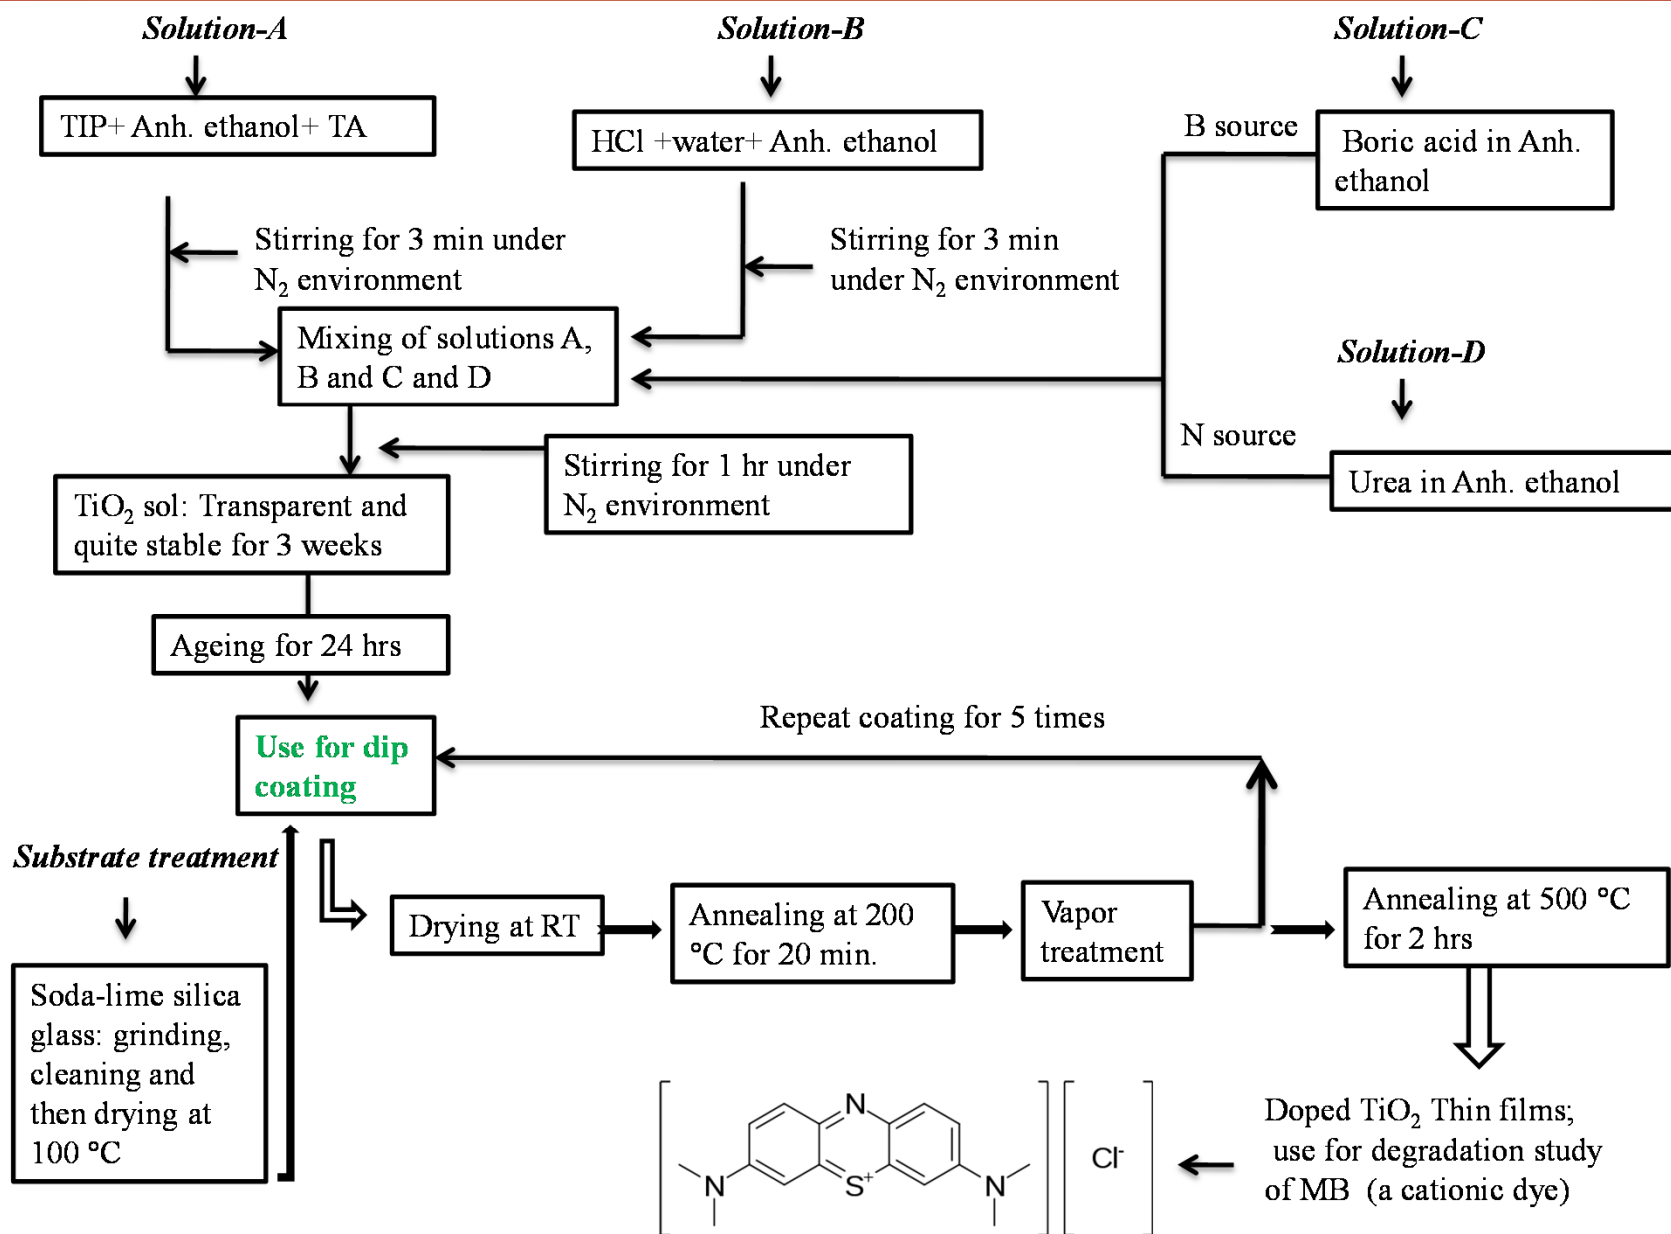 Solution-A
TIP+ Anh. ethanol+ TA
Stirring for 3 min under
N₂ environment
Solution-B
HCl +water+ Anh. ethanol
Stirring for 3 min
under N₂ environment
Solution-C
B source
Boric acid in Anh.
ethanol
Solution-D
N source
Urea in Anh. ethanol
Mixing of solutions A,
B and C and D
Stirring for 1 hr under
N₂ environment
TiO₂ sol: Transparent and
quite stable for 3 weeks
Ageing for 24 hrs
Use for dip
coating
Repeat coating for 5 times
Substrate treatment
Soda-lime silica
glass: grinding,
cleaning and
then drying at
100 °C
Drying at RT
Annealing at 200
°C for 20 min.
Vapor
treatment
Annealing at 500 °C
for 2 hrs
Doped TiO₂ Thin films;
use for degradation study
of MB (a cationic dye)
N
S⁺
N
N
Cl⁻